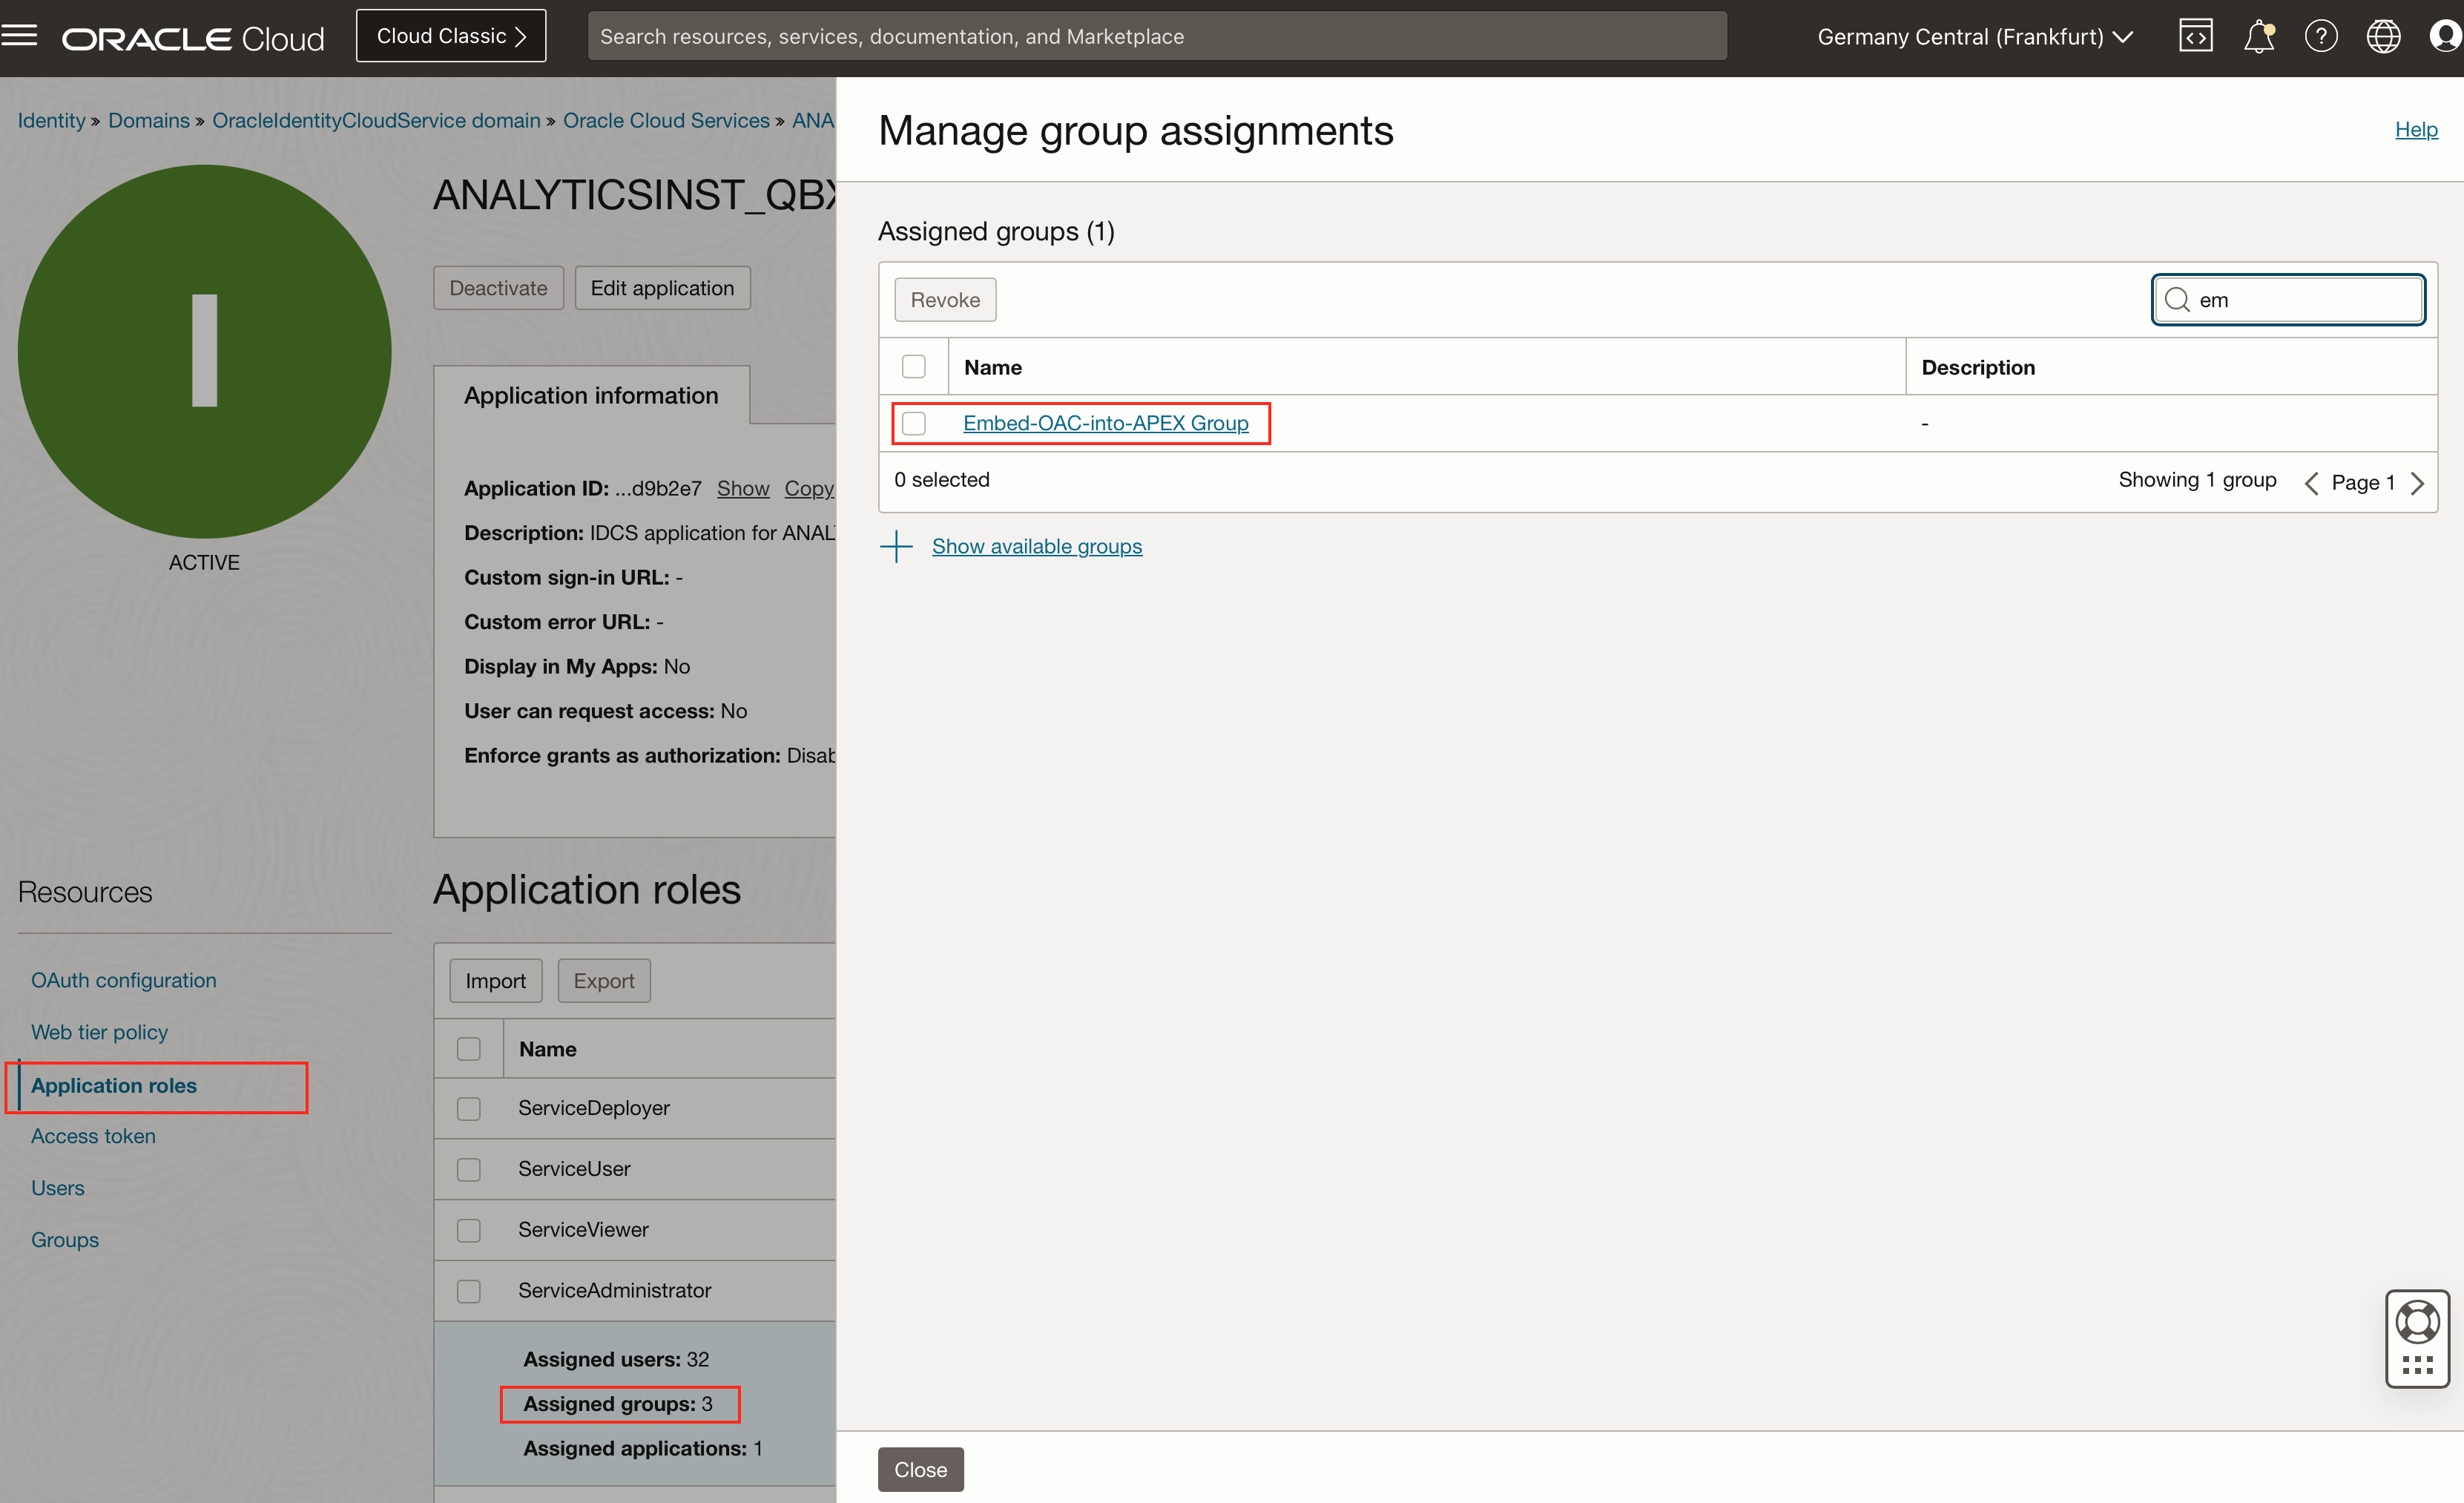 ORACLE Cloud
Cloud Classic
Search resources, services, documentation, and Marketplace
Germany Central (Frankfurt)
Identity » Domains » OracleIdentityCloudService domain » Oracle Cloud Services » ANA
I
ACTIVE
ANALYTICSINST_QBX
Deactivate
Edit application
Application information
Application ID: ...d9b2e7 Show Copy
Description: IDCS application for ANAL
Custom sign-in URL: -
Custom error URL: -
Display in My Apps: No
User can request access: No
Enforce grants as authorization: Disab
Resources
OAuth configuration
Web tier policy
Application roles
Access token
Users
Groups
Application roles
Import
Export
Name
ServiceDeployer
ServiceUser
ServiceViewer
ServiceAdministrator
Assigned users: 32
Assigned groups: 3
Assigned applications: 1
Manage group assignments
Help
Assigned groups (1)
Revoke
em
Name
Description
Embed-OAC-into-APEX Group
-
0 selected
Showing 1 group
Page 1
Show available groups
Close